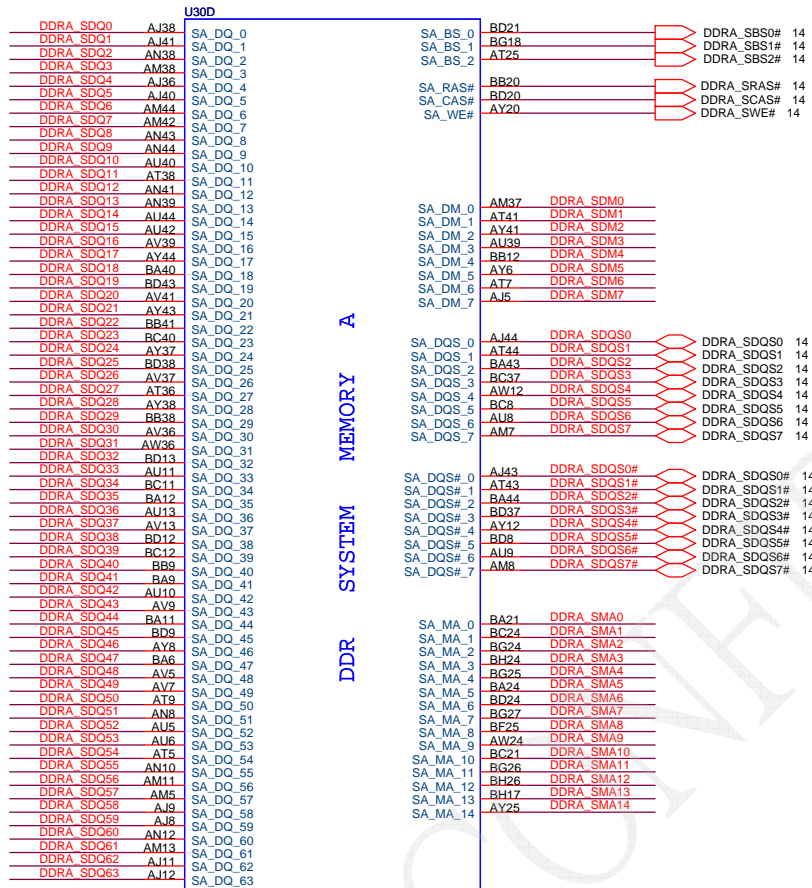 U30D
DDRA_SDQ0 AJ38 SA_DQ_0
DDRA_SDQ1 AJ41 SA_DQ_1
DDRA_SDQ2 AN38 SA_DQ_2
DDRA_SDQ3 AM38 SA_DQ_3
DDRA_SDQ4 AJ36 SA_DQ_4
DDRA_SDQ5 AJ40 SA_DQ_5
DDRA_SDQ6 AM44 SA_DQ_6
DDRA_SDQ7 AM42 SA_DQ_7
DDRA_SDQ8 AN43 SA_DQ_8
DDRA_SDQ9 AN44 SA_DQ_9
DDRA_SDQ10 AU40 SA_DQ_10
DDRA_SDQ11 AT38 SA_DQ_11
DDRA_SDQ12 AN41 SA_DQ_12
DDRA_SDQ13 AN39 SA_DQ_13
DDRA_SDQ14 AU44 SA_DQ_14
DDRA_SDQ15 AU42 SA_DQ_15
DDRA_SDQ16 AV39 SA_DQ_16
DDRA_SDQ17 AY44 SA_DQ_17
DDRA_SDQ18 BA40 SA_DQ_18
DDRA_SDQ19 BD43 SA_DQ_19
DDRA_SDQ20 AV41 SA_DQ_20
DDRA_SDQ21 AY43 SA_DQ_21
DDRA_SDQ22 BB41 SA_DQ_22
DDRA_SDQ23 BC40 SA_DQ_23
DDRA_SDQ24 AY37 SA_DQ_24
DDRA_SDQ25 BD38 SA_DQ_25
DDRA_SDQ26 AV37 SA_DQ_26
DDRA_SDQ27 AT36 SA_DQ_27
DDRA_SDQ28 AY38 SA_DQ_28
DDRA_SDQ29 BB38 SA_DQ_29
DDRA_SDQ30 AV36 SA_DQ_30
DDRA_SDQ31 AW36 SA_DQ_31
DDRA_SDQ32 BD13 SA_DQ_32
DDRA_SDQ33 AU11 SA_DQ_33
DDRA_SDQ34 BC11 SA_DQ_34
DDRA_SDQ35 BA12 SA_DQ_35
DDRA_SDQ36 AU13 SA_DQ_36
DDRA_SDQ37 AV13 SA_DQ_37
DDRA_SDQ38 BD12 SA_DQ_38
DDRA_SDQ39 BC12 SA_DQ_39
DDRA_SDQ40 BB9 SA_DQ_40
DDRA_SDQ41 BA9 SA_DQ_41
DDRA_SDQ42 AU10 SA_DQ_42
DDRA_SDQ43 AV9 SA_DQ_43
DDRA_SDQ44 BA11 SA_DQ_44
DDRA_SDQ45 BD9 SA_DQ_45
DDRA_SDQ46 AY8 SA_DQ_46
DDRA_SDQ47 BA6 SA_DQ_47
DDRA_SDQ48 AV5 SA_DQ_48
DDRA_SDQ49 AV7 SA_DQ_49
DDRA_SDQ50 AT9 SA_DQ_50
DDRA_SDQ51 AN8 SA_DQ_51
DDRA_SDQ52 AU5 SA_DQ_52
DDRA_SDQ53 AU6 SA_DQ_53
DDRA_SDQ54 AT5 SA_DQ_54
DDRA_SDQ55 AN10 SA_DQ_55
DDRA_SDQ56 AM11 SA_DQ_56
DDRA_SDQ57 AM5 SA_DQ_57
DDRA_SDQ58 AJ9 SA_DQ_58
DDRA_SDQ59 AJ8 SA_DQ_59
DDRA_SDQ60 AN12 SA_DQ_60
DDRA_SDQ61 AM13 SA_DQ_61
DDRA_SDQ62 AJ11 SA_DQ_62
DDRA_SDQ63 AJ12 SA_DQ_63
DDR SYSTEM MEMORY A
SA_BS_0 BD21 DDRA_SBS0# 14
SA_BS_1 BG18 DDRA_SBS1# 14
SA_BS_2 AT25 DDRA_SBS2# 14
SA_RAS# BB20 DDRA_SRAS# 14
SA_CAS# BD20 DDRA_SCAS# 14
SA_WE# AY20 DDRA_SWE# 14
SA_DM_0 AM37 DDRA_SDM0
SA_DM_1 AT41 DDRA_SDM1
SA_DM_2 AY41 DDRA_SDM2
SA_DM_3 AU39 DDRA_SDM3
SA_DM_4 BB12 DDRA_SDM4
SA_DM_5 AY6 DDRA_SDM5
SA_DM_6 AT7 DDRA_SDM6
SA_DM_7 AJ5 DDRA_SDM7
SA_DQS_0 AJ44 DDRA_SDQS0 DDRA_SDQS0 14
SA_DQS_1 AT44 DDRA_SDQS1 DDRA_SDQS1 14
SA_DQS_2 BA43 DDRA_SDQS2 DDRA_SDQS2 14
SA_DQS_3 BC37 DDRA_SDQS3 DDRA_SDQS3 14
SA_DQS_4 AW12 DDRA_SDQS4 DDRA_SDQS4 14
SA_DQS_5 BC8 DDRA_SDQS5 DDRA_SDQS5 14
SA_DQS_6 AU8 DDRA_SDQS6 DDRA_SDQS6 14
SA_DQS_7 AM7 DDRA_SDQS7 DDRA_SDQS7 14
SA_DQS#_0 AJ43 DDRA_SDQS0# DDRA_SDQS0# 14
SA_DQS#_1 AT43 DDRA_SDQS1# DDRA_SDQS1# 14
SA_DQS#_2 BA44 DDRA_SDQS2# DDRA_SDQS2# 14
SA_DQS#_3 BD37 DDRA_SDQS3# DDRA_SDQS3# 14
SA_DQS#_4 AY12 DDRA_SDQS4# DDRA_SDQS4# 14
SA_DQS#_5 BD8 DDRA_SDQS5# DDRA_SDQS5# 14
SA_DQS#_6 AU9 DDRA_SDQS6# DDRA_SDQS6# 14
SA_DQS#_7 AM8 DDRA_SDQS7# DDRA_SDQS7# 14
SA_MA_0 BA21 DDRA_SMA0
SA_MA_1 BC24 DDRA_SMA1
SA_MA_2 BG24 DDRA_SMA2
SA_MA_3 BH24 DDRA_SMA3
SA_MA_4 BG25 DDRA_SMA4
SA_MA_5 BA24 DDRA_SMA5
SA_MA_6 BD24 DDRA_SMA6
SA_MA_7 BG27 DDRA_SMA7
SA_MA_8 BF25 DDRA_SMA8
SA_MA_9 AW24 DDRA_SMA9
SA_MA_10 BC21 DDRA_SMA10
SA_MA_11 BG26 DDRA_SMA11
SA_MA_12 BH26 DDRA_SMA12
SA_MA_13 BH17 DDRA_SMA13
SA_MA_14 AY25 DDRA_SMA14